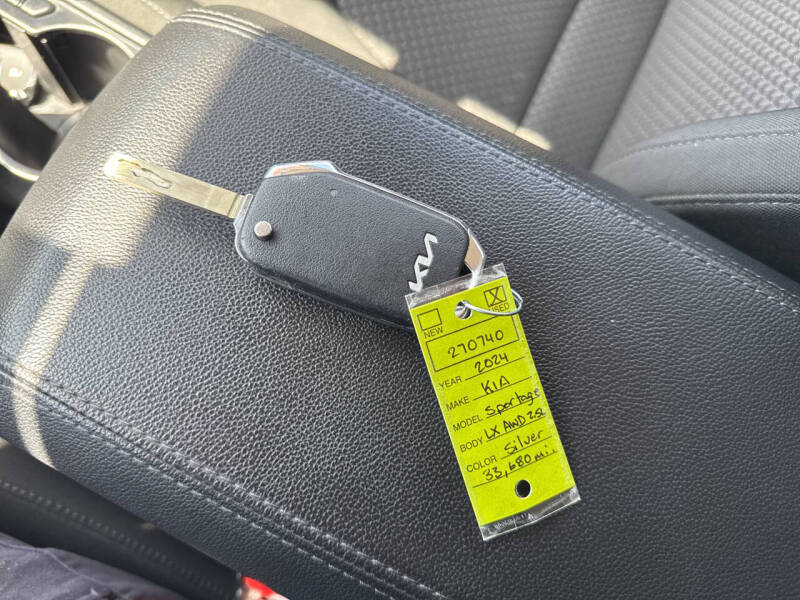 KIA
X
NEW USED
270740
YEAR 2024
MAKE KIA
MODEL Sportage
BODY LX AWD 2.5L
COLOR Silver
33,680 mi.